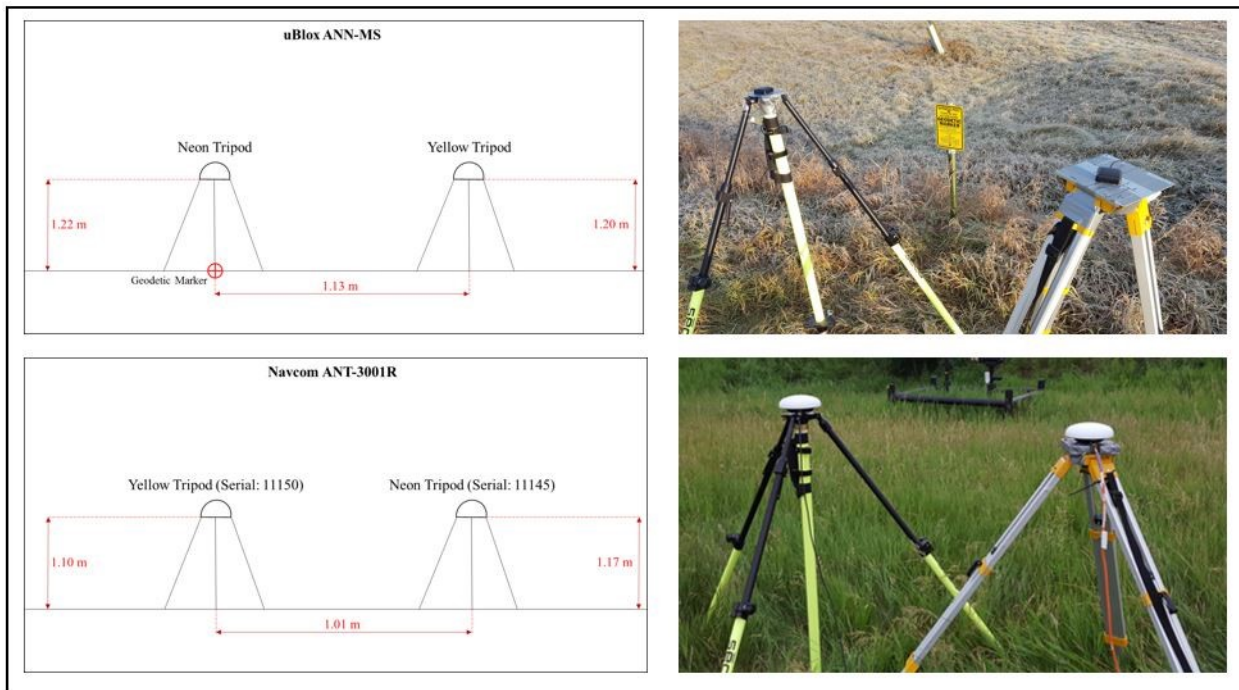 uBlox ANN-MS
Neon Tripod
Yellow Tripod
1.22 m
1.20 m
Geodetic Marker
1.13 m
Navcom ANT-3001R
Yellow Tripod (Serial: 11150)
Neon Tripod (Serial: 11145)
1.10 m
1.17 m
1.01 m